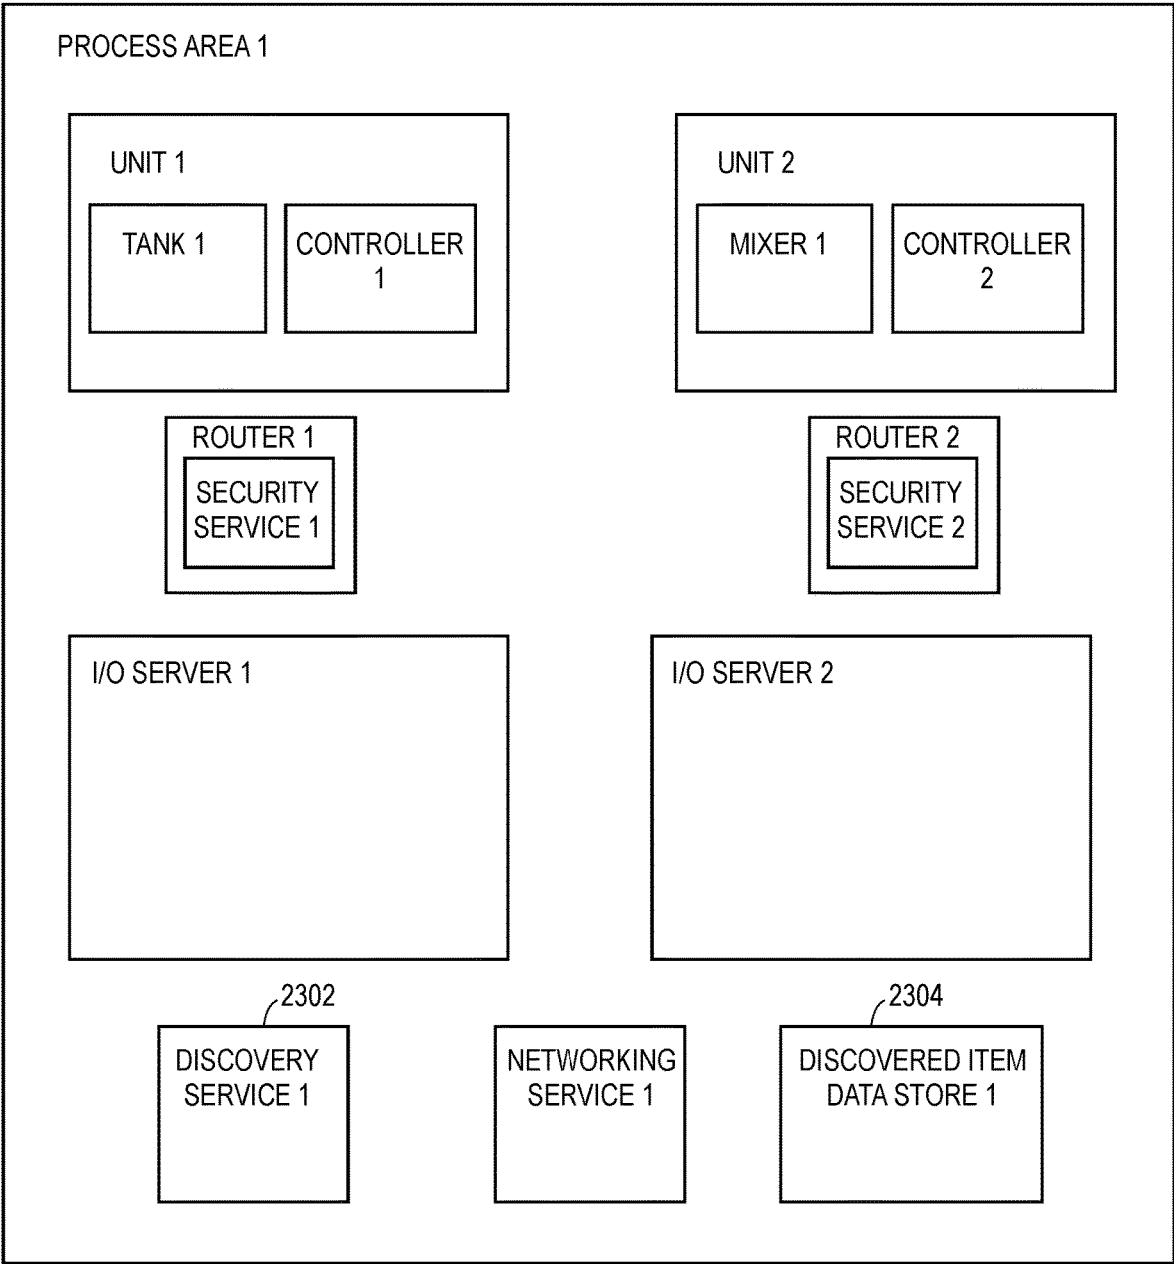 PROCESS AREA 1
UNIT 1
UNIT 2
TANK 1
CONTROLLER
1
MIXER 1
CONTROLLER
2
ROUTER 1
SECURITY
SERVICE 1
ROUTER 2
SECURITY
SERVICE 2
I/O SERVER 1
I/O SERVER 2
2302
DISCOVERY
SERVICE 1
NETWORKING
SERVICE 1
2304
DISCOVERED ITEM
DATA STORE 1